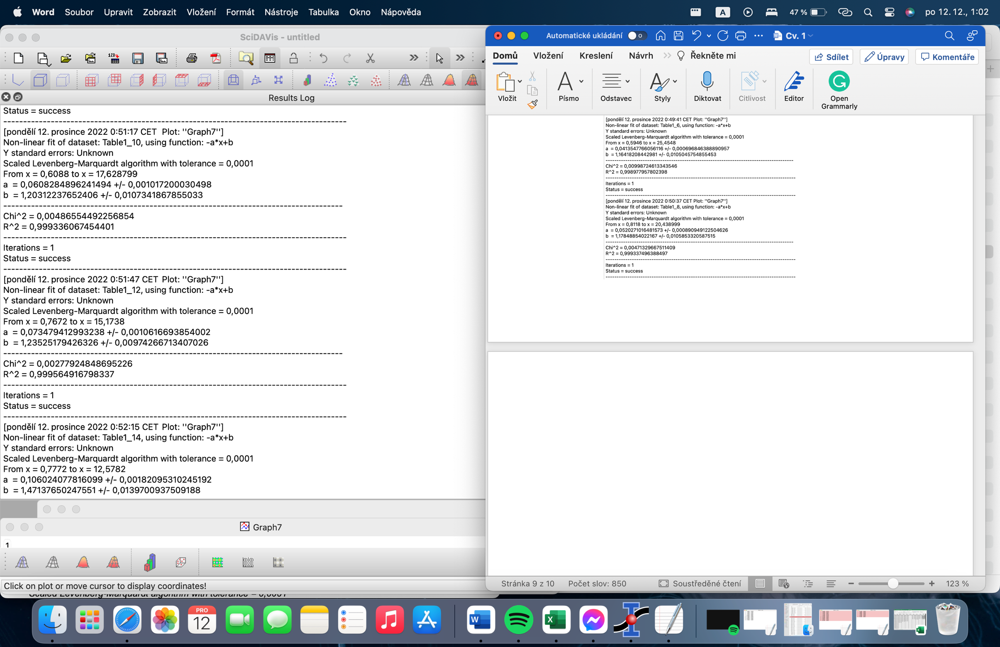 Word Soubor Upravit Zobrazit Vložení Formát Nástroje Tabulka Okno Nápověda
A 47 % po 12. 12., 1:02
SciDAVis - untitled
Results Log
Status = success
--------------------------------------------------------------------------------------
[pondělí 12. prosince 2022 0:51:17 CET Plot: ''Graph7'']
Non-linear fit of dataset: Table1_10, using function: -a*x+b
Y standard errors: Unknown
Scaled Levenberg-Marquardt algorithm with tolerance = 0,0001
From x = 0,6088 to x = 17,628799
a = 0,0608284896241494 +/- 0,001017200030498
b = 1,20312237652406 +/- 0,0107341867855033
--------------------------------------------------------------------------------------
Chi^2 = 0,00486554492256854
R^2 = 0,999336067454401
--------------------------------------------------------------------------------------
Iterations = 1
Status = success
--------------------------------------------------------------------------------------
[pondělí 12. prosince 2022 0:51:47 CET Plot: ''Graph7'']
Non-linear fit of dataset: Table1_12, using function: -a*x+b
Y standard errors: Unknown
Scaled Levenberg-Marquardt algorithm with tolerance = 0,0001
From x = 0,7672 to x = 15,1738
a = 0,073479412993238 +/- 0,0010616693854002
b = 1,23525179426326 +/- 0,00974266713407026
--------------------------------------------------------------------------------------
Chi^2 = 0,00277924848695226
R^2 = 0,999564916798337
--------------------------------------------------------------------------------------
Iterations = 1
Status = success
--------------------------------------------------------------------------------------
[pondělí 12. prosince 2022 0:52:15 CET Plot: ''Graph7'']
Non-linear fit of dataset: Table1_14, using function: -a*x+b
Y standard errors: Unknown
Scaled Levenberg-Marquardt algorithm with tolerance = 0,0001
From x = 0,7772 to x = 12,5782
a = 0,106024077816099 +/- 0,00182095310245192
b = 1,47137650247551 +/- 0,0139700937509188
Graph7
1
Click on plot or move cursor to display coordinates!
Scaled Levenberg-Marquardt algorithm with tolerance = 0,0001
Automatické ukládání Cv. 1
Domů Vložení Kreslení Návrh Řekněte mi Sdílet Úpravy Komentáře
Vložit Písmo Odstavec Styly Diktovat Citlivost Editor Open
Grammarly
[pondělí 12. prosince 2022 0:49:41 CET Plot: ''Graph7'']
Non-linear fit of dataset: Table1_6, using function: -a*x+b
Y standard errors: Unknown
Scaled Levenberg-Marquardt algorithm with tolerance = 0,0001
From x = 0,5946 to x = 25,4548
a = 0,0413547766056116 +/- 0,000696846388890957
b = 1,16418208442981 +/- 0,0105045754855453
--------------------------------------------------------------------------------------
Chi^2 = 0,00998724613343546
R^2 = 0,998977957802398
--------------------------------------------------------------------------------------
Iterations = 1
Status = success
--------------------------------------------------------------------------------------
[pondělí 12. prosince 2022 0:50:37 CET Plot: ''Graph7'']
Non-linear fit of dataset: Table1_8, using function: -a*x+b
Y standard errors: Unknown
Scaled Levenberg-Marquardt algorithm with tolerance = 0,0001
From x = 0,8118 to x = 20,438999
a = 0,0520271016481573 +/- 0,000890949122504626
b = 1,17848854022167 +/- 0,0105853320587515
--------------------------------------------------------------------------------------
Chi^2 = 0,00471329667511409
R^2 = 0,999337496388497
--------------------------------------------------------------------------------------
Iterations = 1
Status = success
--------------------------------------------------------------------------------------
Stránka 9 z 10 Počet slov: 850 Soustředěné čtení 123 %
PRO
12